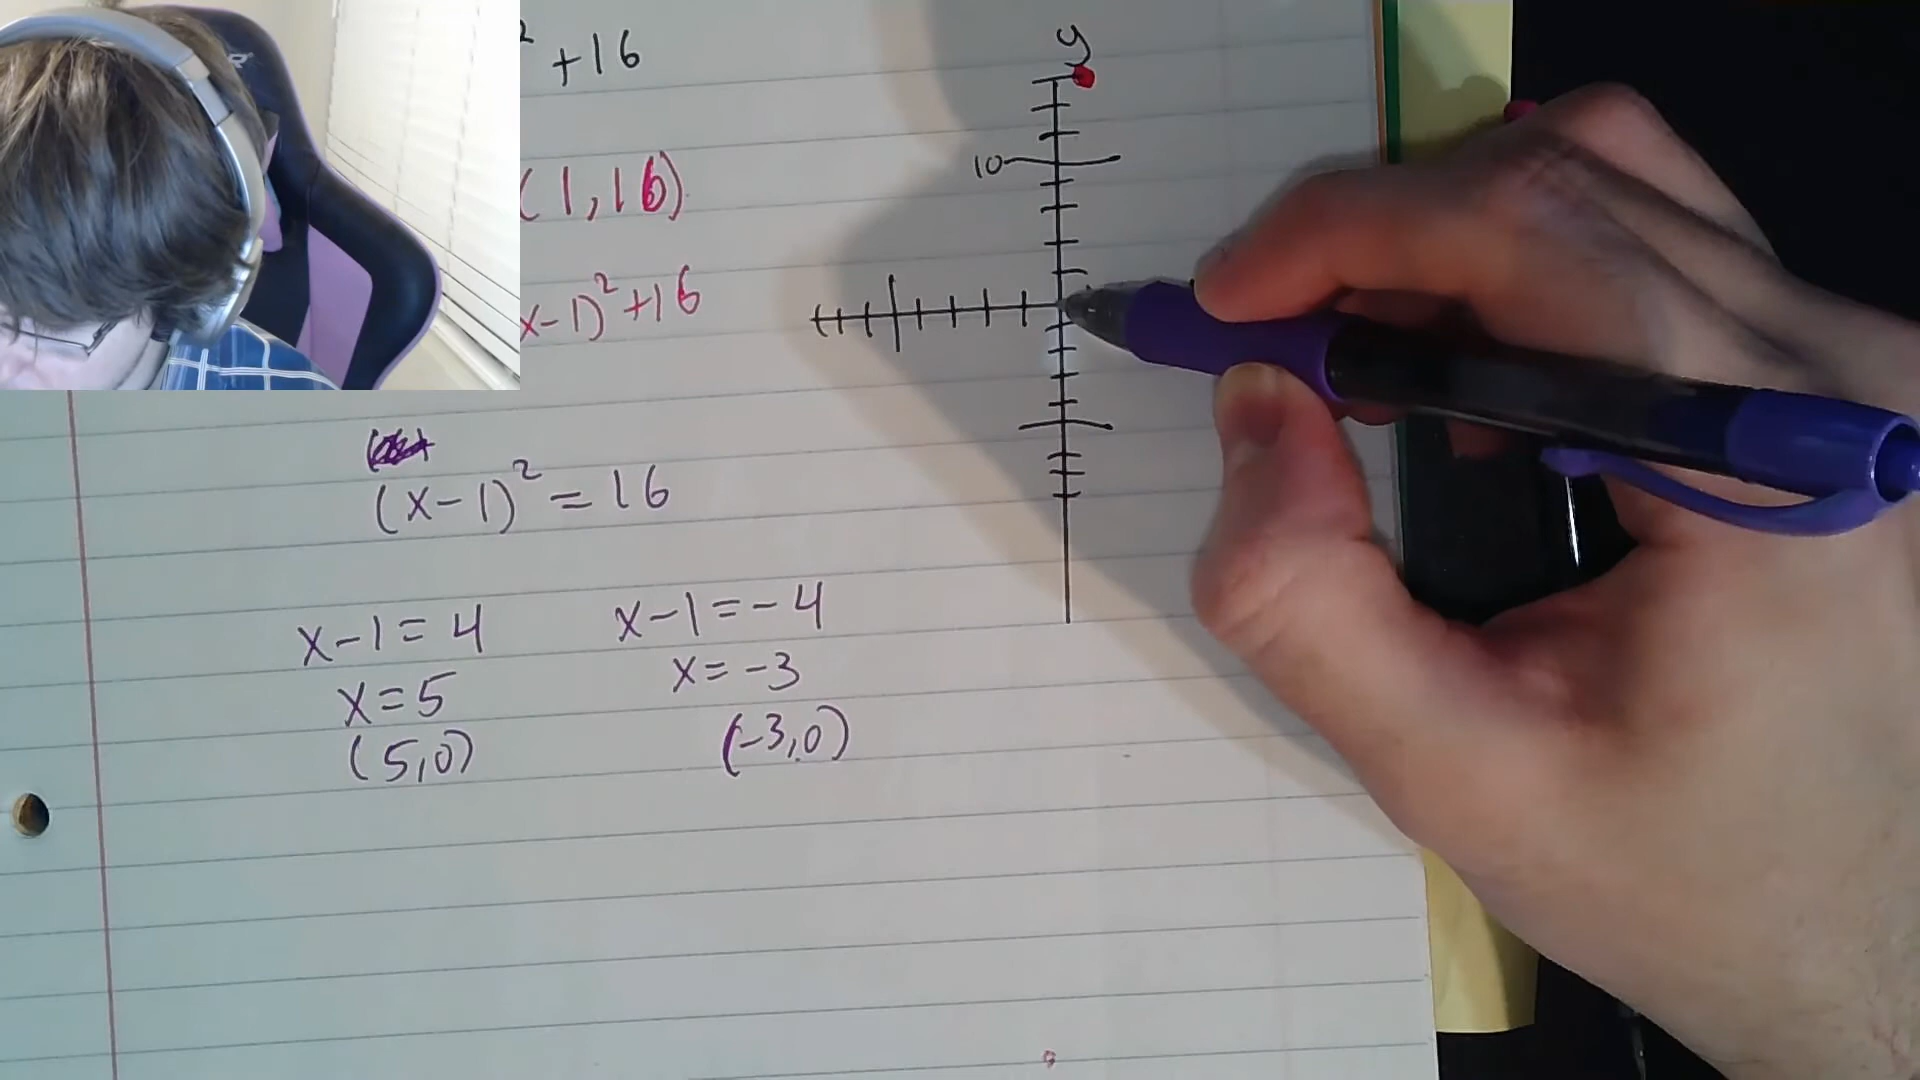 ² +16
y
10
(1,16)
x-1)² +16
(x-1)² = 16
x-1 = 4
x-1 = -4
x = 5
x = -3
(5,0)
(-3,0)